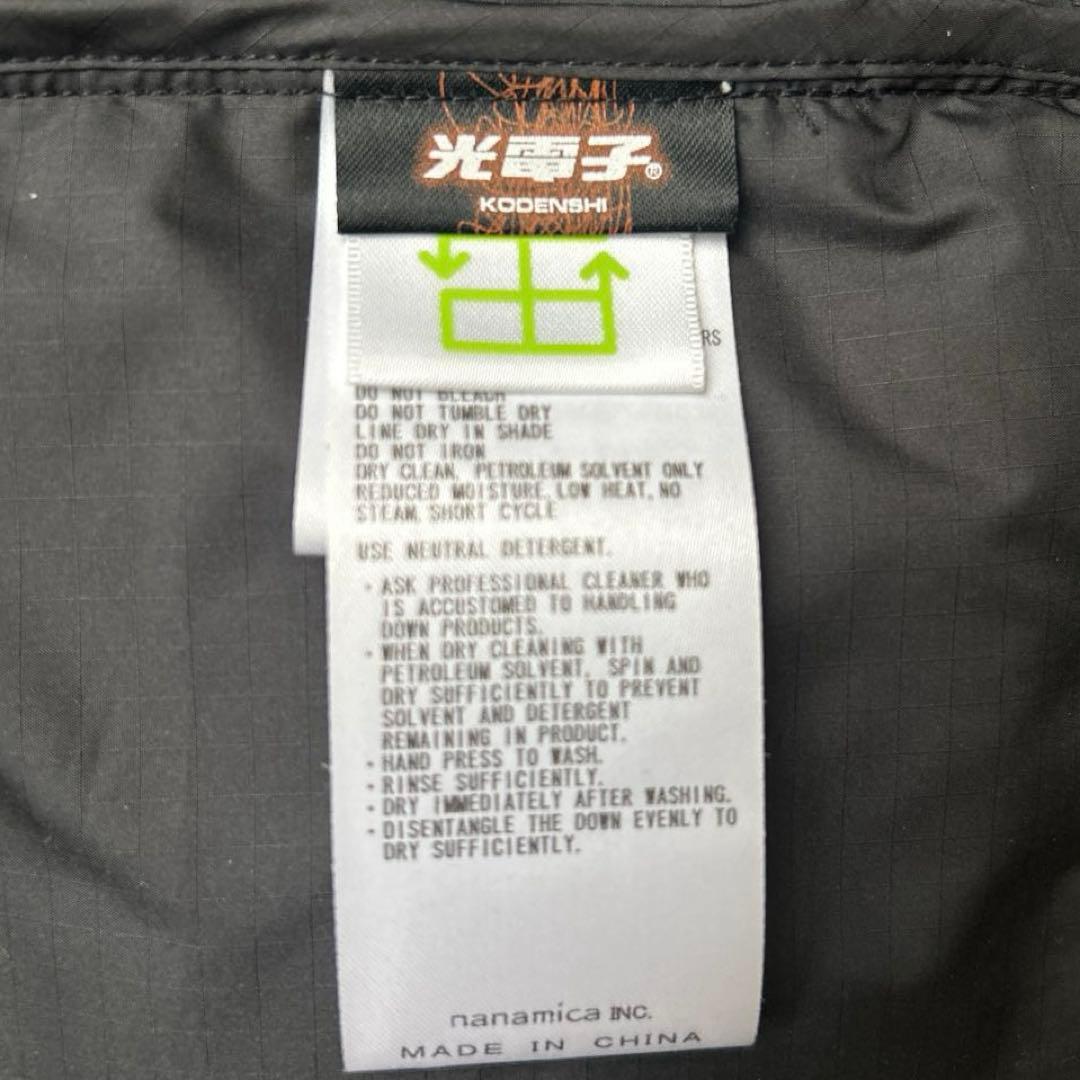 光電子®
KODENSHI
RS
DO NOT BLEACH
DO NOT TUMBLE DRY
LINE DRY IN SHADE
DO NOT IRON
DRY CLEAN, PETROLEUM SOLVENT ONLY
REDUCED MOISTURE, LOW HEAT, NO
STEAM, SHORT CYCLE
USE NEUTRAL DETERGENT.
・ASK PROFESSIONAL CLEANER WHO
IS ACCUSTOMED TO HANDLING
DOWN PRODUCTS.
・WHEN DRY CLEANING WITH
PETROLEUM SOLVENT, SPIN AND
DRY SUFFICIENTLY TO PREVENT
SOLVENT AND DETERGENT
REMAINING IN PRODUCT.
・HAND PRESS TO WASH.
・RINSE SUFFICIENTLY.
・DRY IMMEDIATELY AFTER WASHING.
・DISENTANGLE THE DOWN EVENLY TO
DRY SUFFICIENTLY.
nanamica INC.
MADE IN CHINA